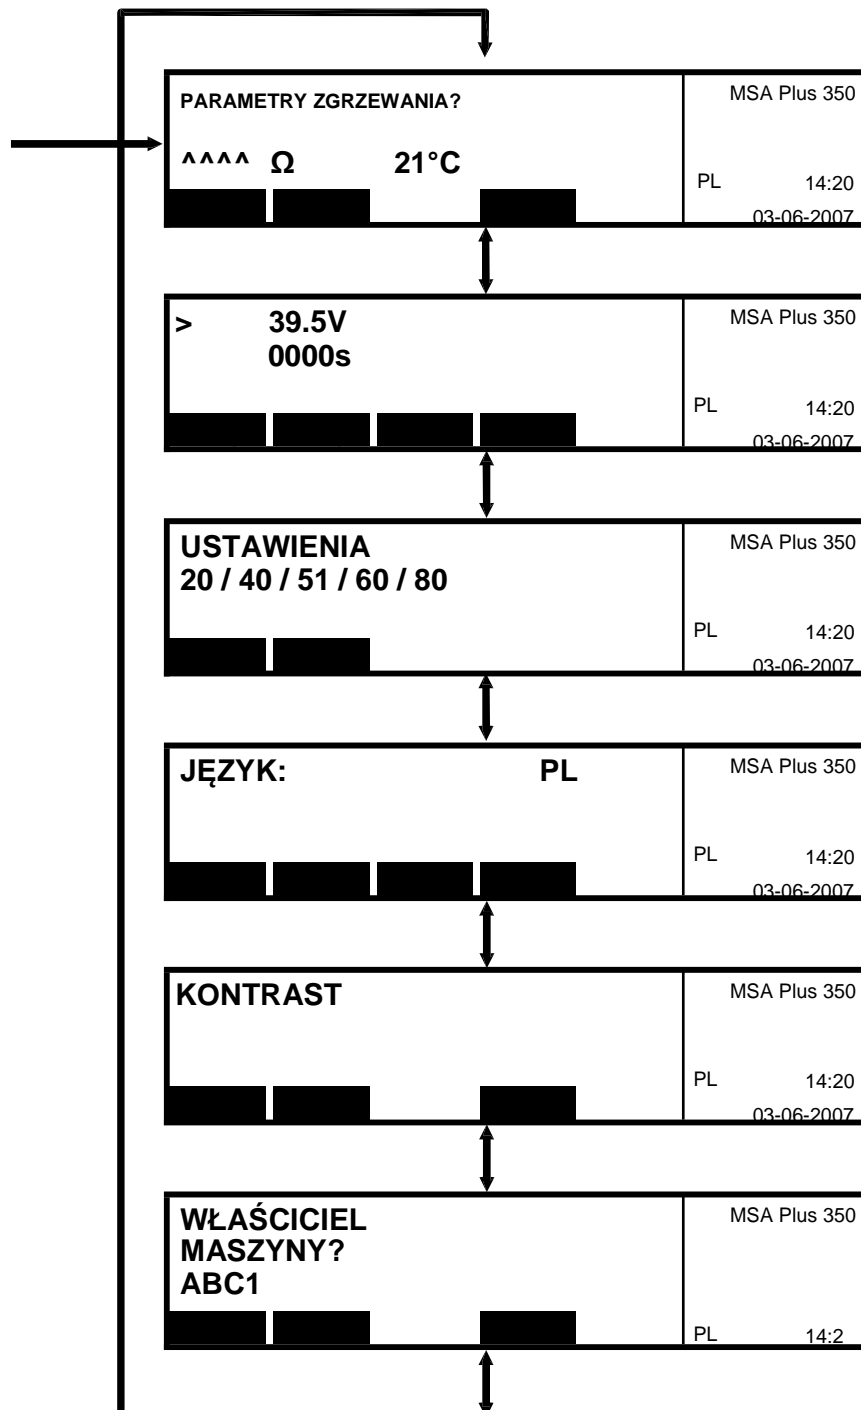 PARAMETRY ZGRZEWANIA?
^^^^ Ω 21°C
MSA Plus 350
PL 14:20
03-06-2007
> 39.5V
0000s
MSA Plus 350
PL 14:20
03-06-2007
USTAWIENIA
20 / 40 / 51 / 60 / 80
MSA Plus 350
PL 14:20
03-06-2007
JĘZYK: PL
MSA Plus 350
PL 14:20
03-06-2007
KONTRAST
MSA Plus 350
PL 14:20
03-06-2007
WŁAŚCICIEL
MASZYNY?
ABC1
MSA Plus 350
PL 14:2